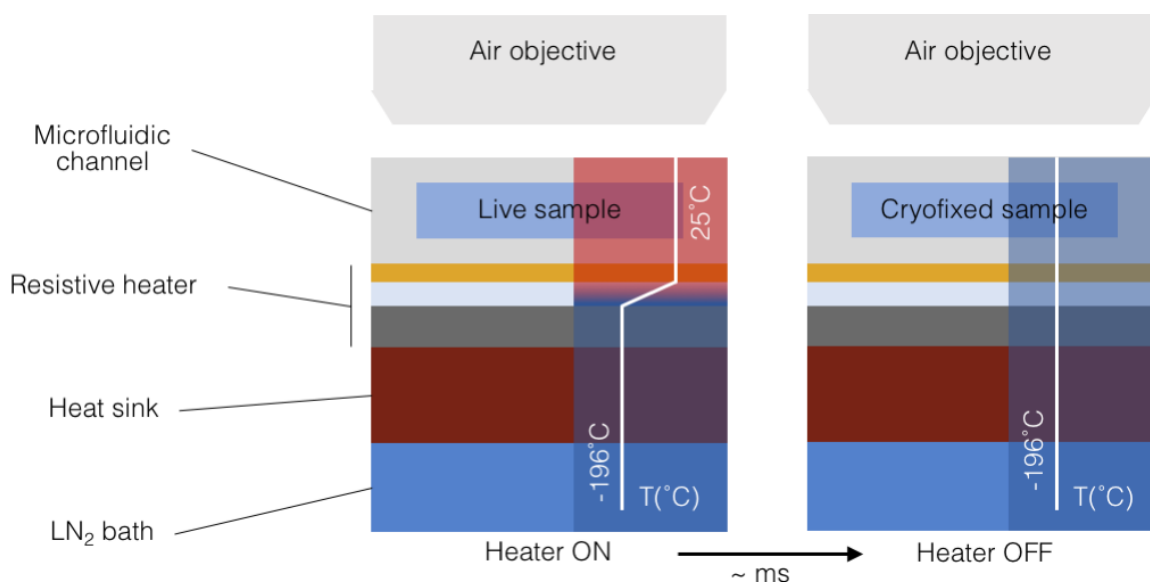 Air objective
Air objective
Microfluidic
channel
Live sample
25˚C
Cryofixed sample
Resistive heater
Heat sink
-196˚C
-196˚C
T(˚C)
T(˚C)
LN₂ bath
Heater ON
Heater OFF
~ ms